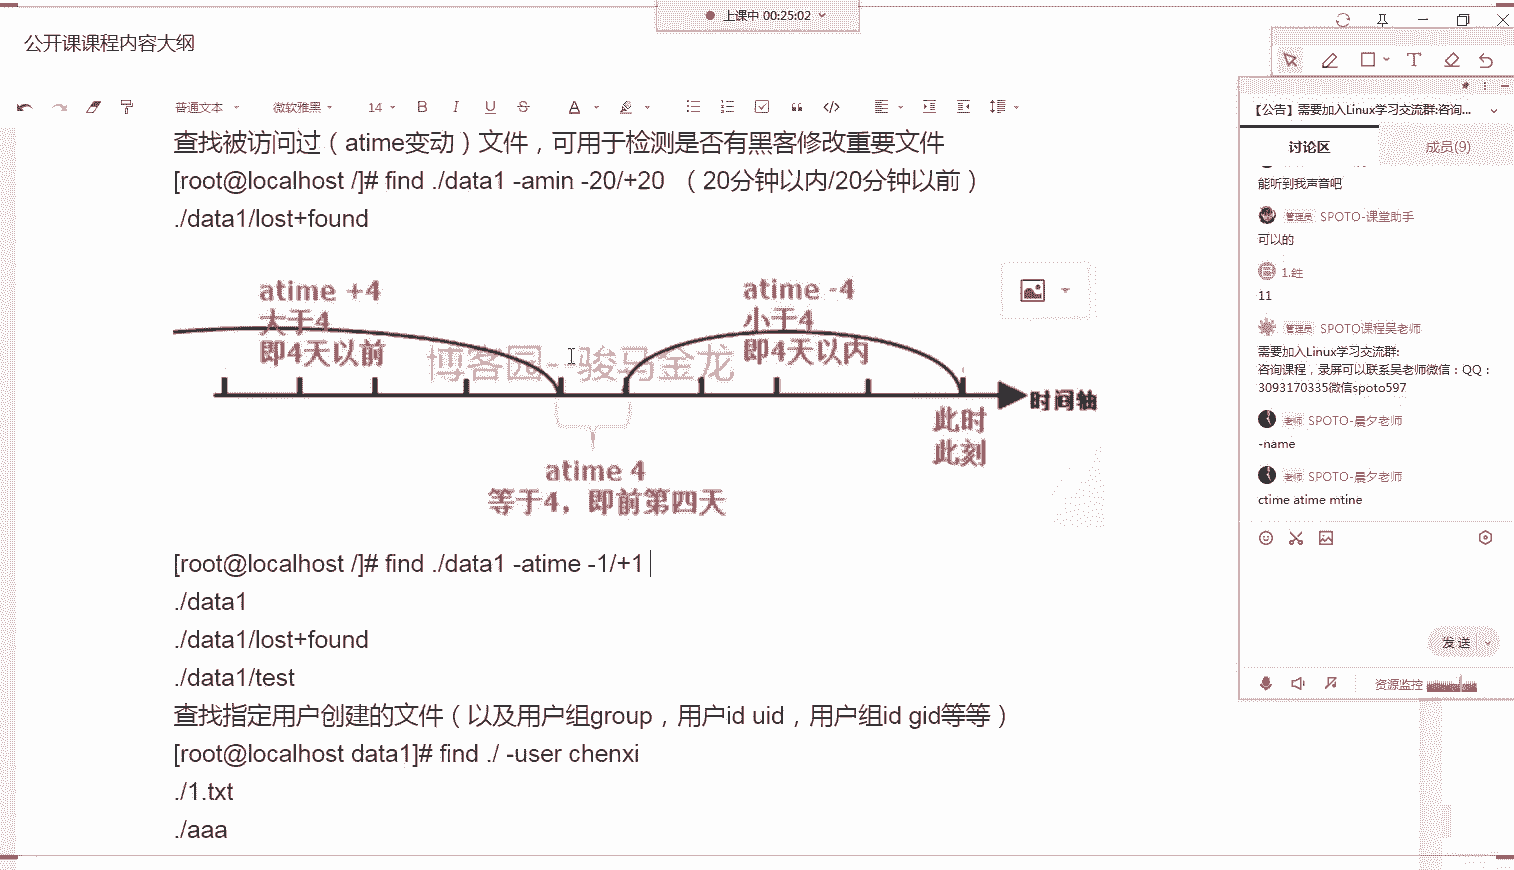 上课中 00:25:02
公开课课程内容大纲
普通文本
微软雅黑
14
B
I
U
S
A
T
查找被访问过（atime变动）文件，可用于检测是否有黑客修改重要文件
[root@localhost /]# find ./data1 -amin -20/+20 （20分钟以内/20分钟以前）
./data1/lost+found
atime +4
大于4
即4天以前
atime -4
小于4
即4天以内
博客园--骏马金龙
时间轴
此时
此刻
atime 4
等于4，即前第四天
[root@localhost /]# find ./data1 -atime -1/+1
./data1
./data1/lost+found
./data1/test
查找指定用户创建的文件（以及用户组group，用户id uid，用户组id gid等等）
[root@localhost data1]# find ./ -user chenxi
./1.txt
./aaa
【公告】需要加入Linux学习交流群:咨询...
讨论区
成员(9)
能听到我声音吧
管理员 SPOTO-课堂助手
可以的
11
管理员 SPOTO课程吴老师
需要加入Linux学习交流群:
咨询课程，录屏可以联系吴老师微信：QQ：
3093170335微信spoto597
老师 SPOTO-晨夕老师
-name
老师 SPOTO-晨夕老师
ctime atime mtine
发送
资源监控